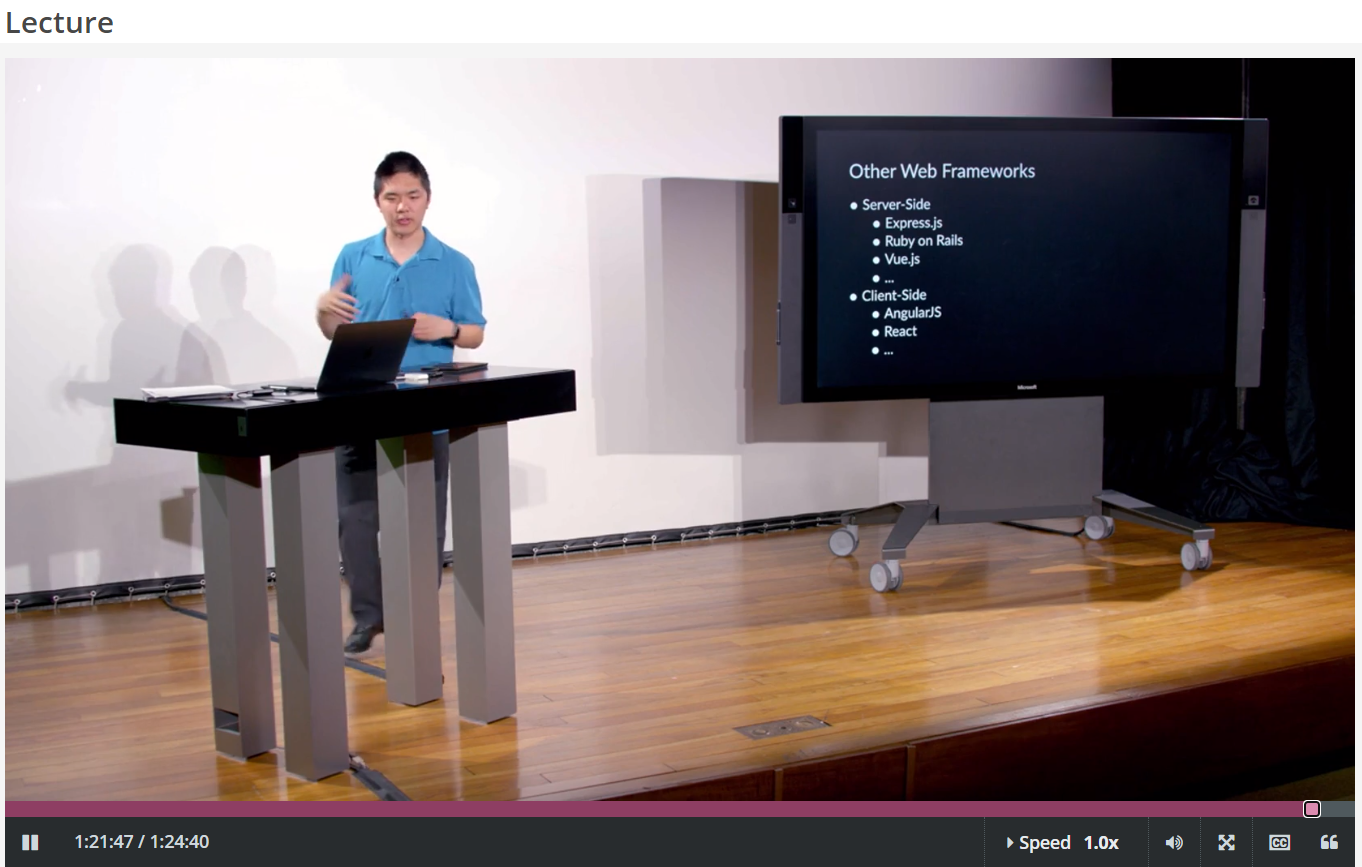 Lecture
Other Web Frameworks
• Server-Side
• Express.js
• Ruby on Rails
• Vue.js
• ...
• Client-Side
• AngularJS
• React
• ...
Microsoft
1:21:47 / 1:24:40
Speed 1.0x
CC